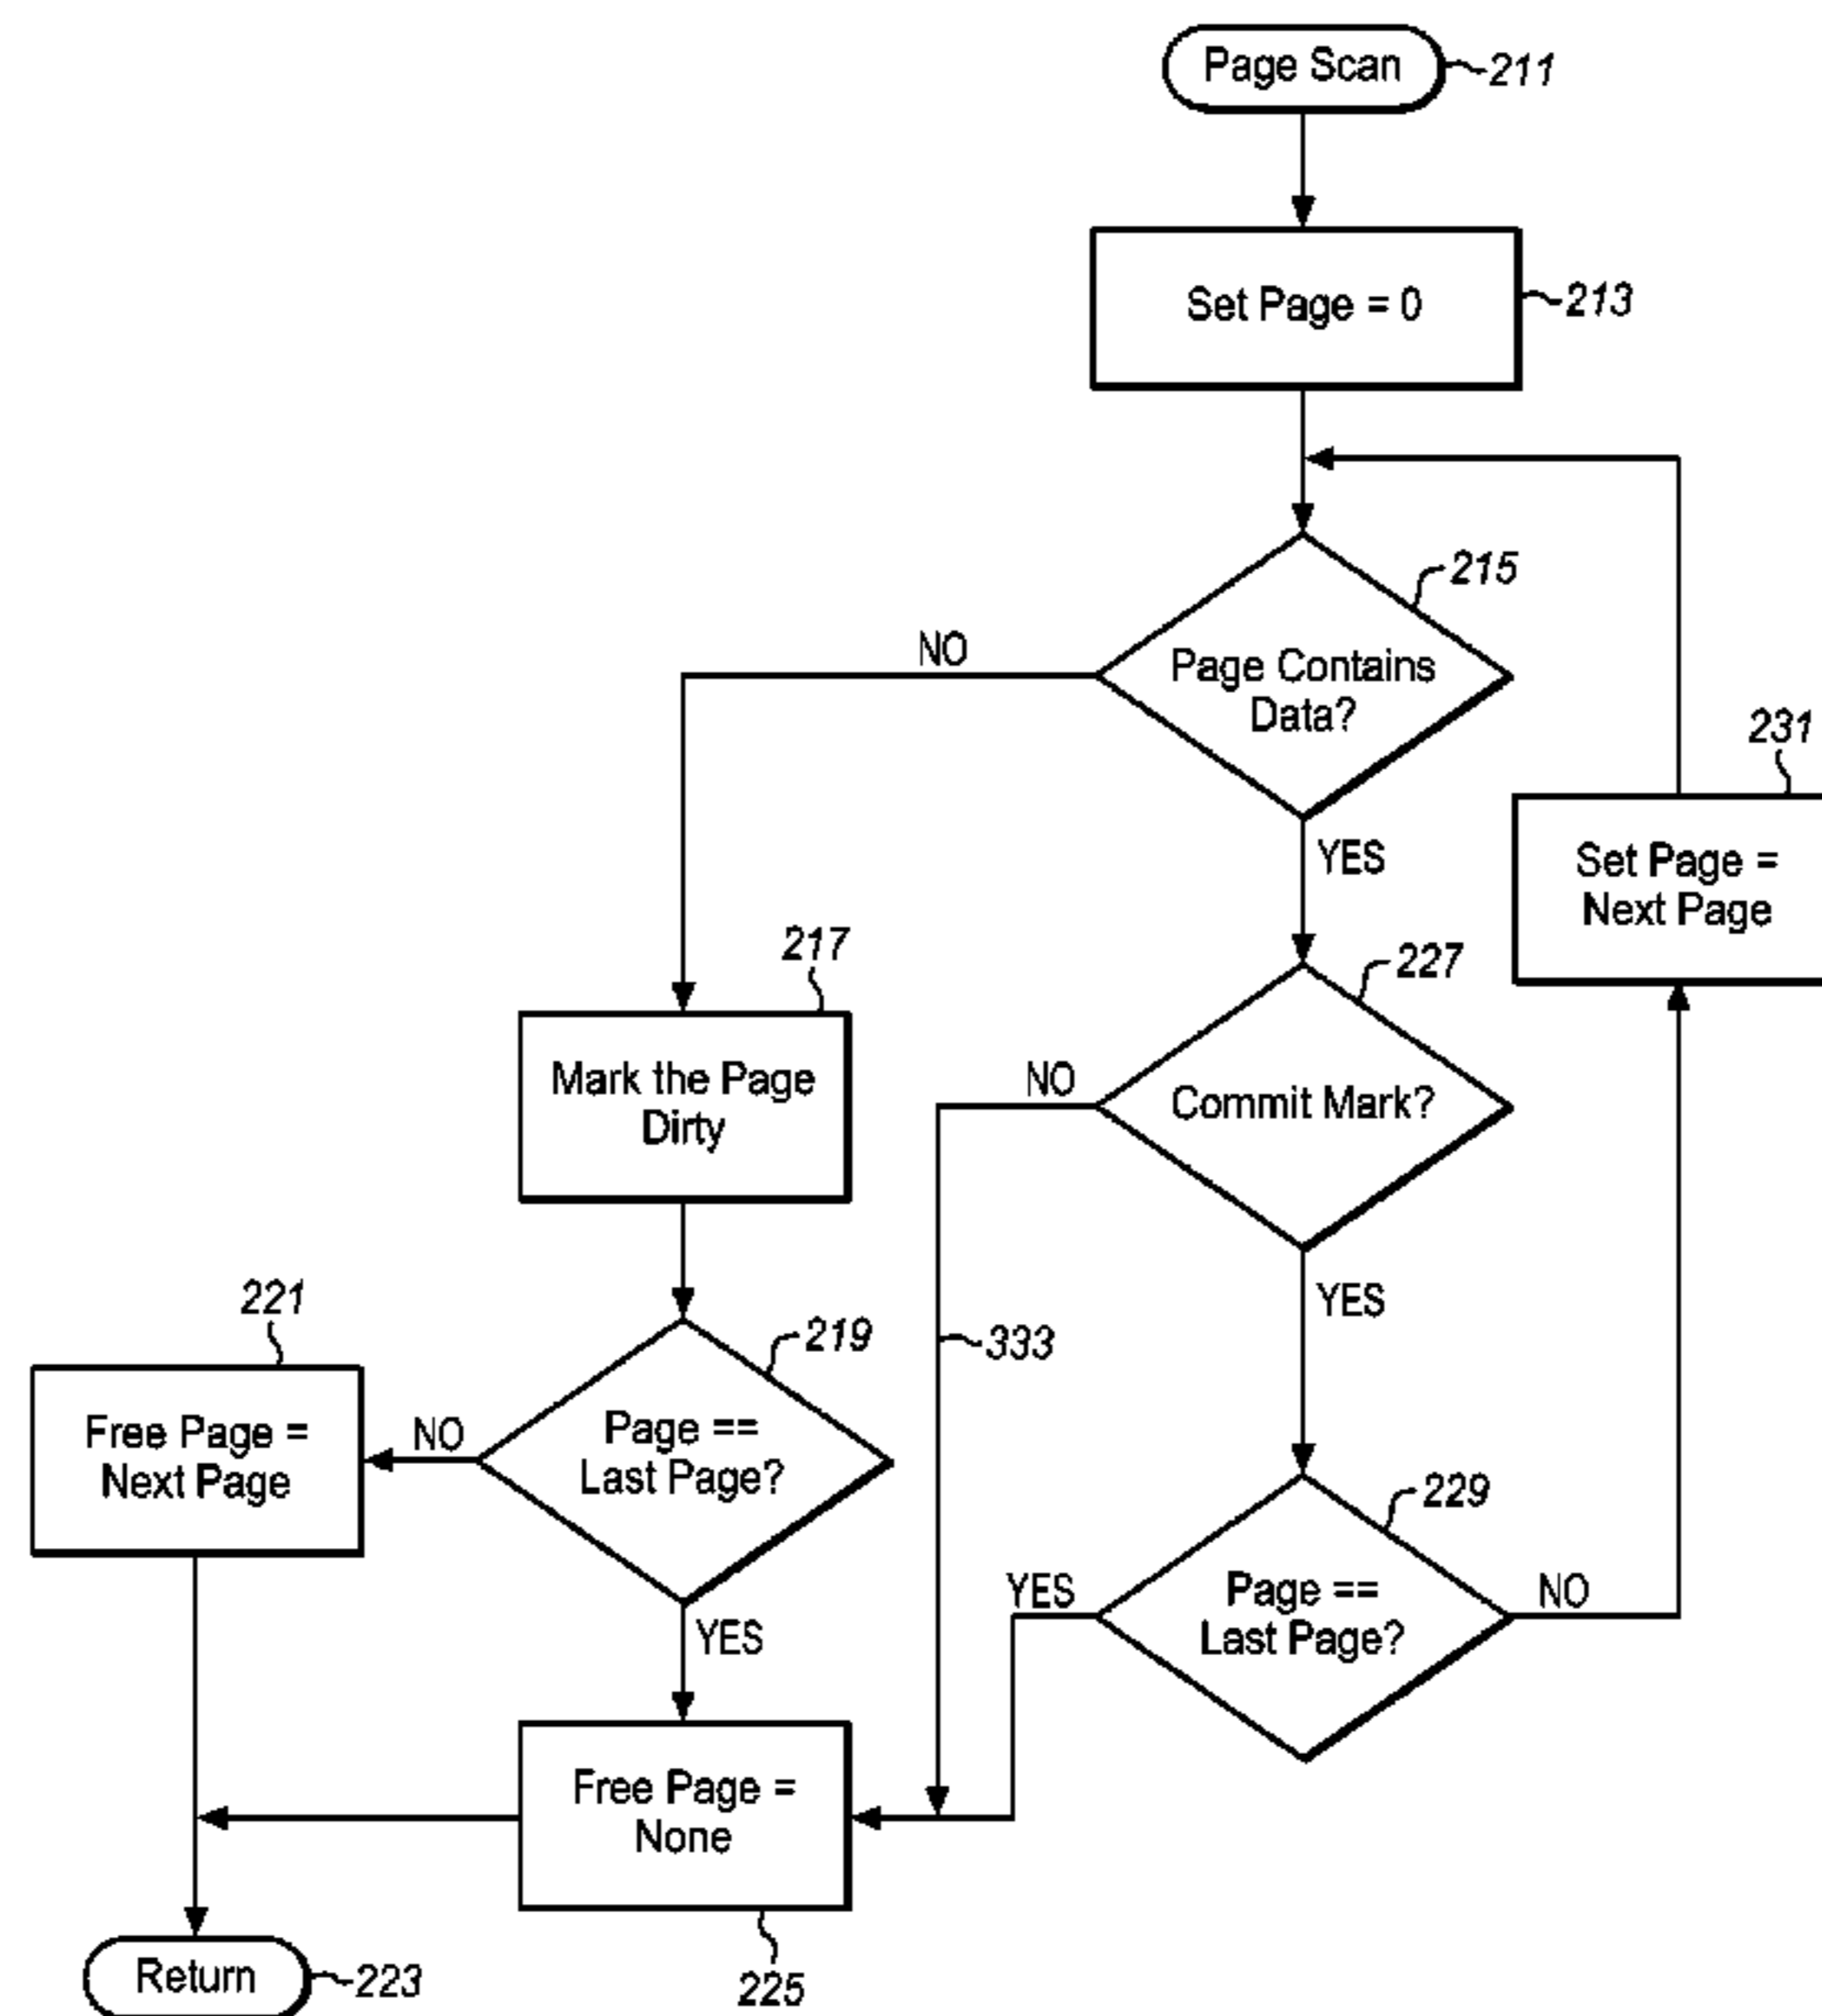 Page Scan
211
Set Page = 0
213
215
NO
Page Contains
Data?
231
YES
Set Page =
Next Page
217
227
Mark the Page
Dirty
NO
Commit Mark?
221
YES
219
333
Free Page =
Next Page
NO
Page ==
Last Page?
229
YES
Page ==
Last Page?
NO
YES
Free Page =
None
Return
223
225